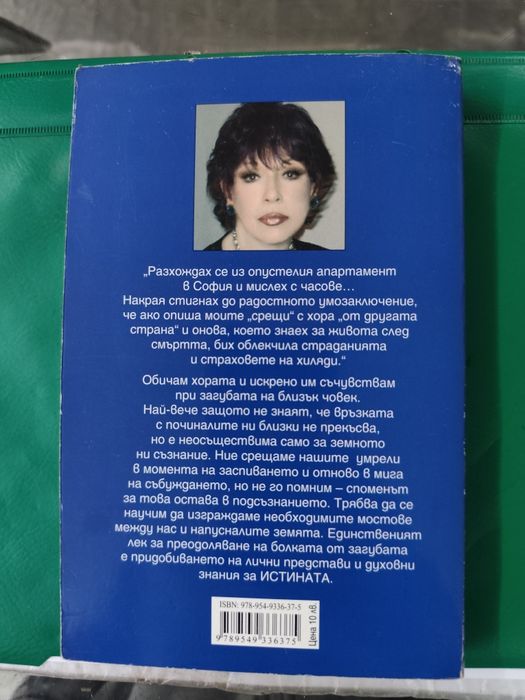 „Разхождах се из опустелия апартамент
в София и мислех с часове...
Накрая стигнах до радостното умозаключение,
че ако опиша моите „срещи“ с хора „от другата
страна“ и онова, което знаех за живота след
смъртта, бих облекчила страданията
и страховете на хиляди.“
Обичам хората и искрено им съчувствам
при загубата на близък човек.
Най-вече защото не знаят, че връзката
с починалите ни близки не прекъсва,
но е неосъществима само за земното
ни съзнание. Ние срещаме нашите умрели
в момента на заспиването и отново в мига
на събуждането, но не го помним – споменът
за това остава в подсъзнанието. Трябва да се
научим да изграждаме необходимите мостове
между нас и напусналите земята. Единственият
лек за преодоляване на болката от загубата
е придобиването на лични представи и духовни
знания за ИСТИНАТА.
ISBN: 978-954-9336-37-5
9789549336375
Цена 10 лв.